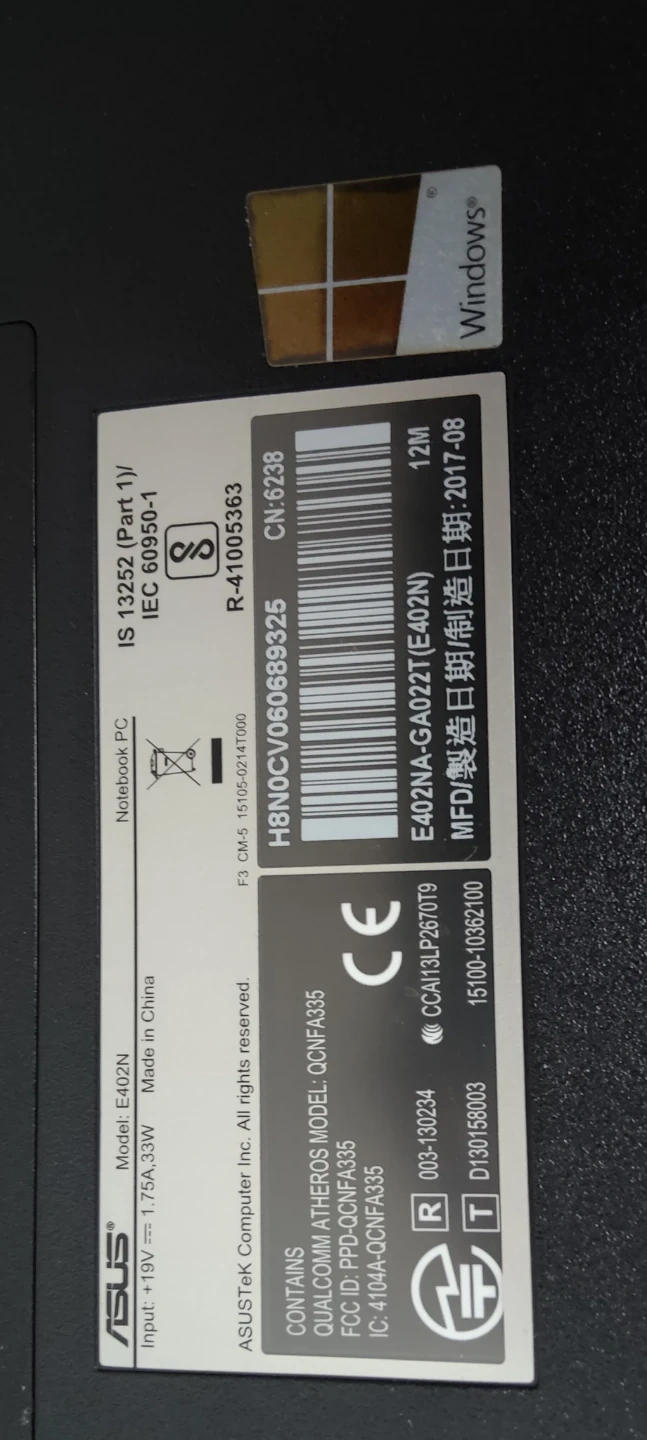 ASUS®
Model: E402N
Notebook PC
Input: +19V ⎓ 1.75A,33W
Made in China
IS 13252 (Part 1)/
IEC 60950-1
R-41005363
ASUSTeK Computer Inc. All rights reserved.
F3 CM-5 15105-0214T000
CONTAINS
QUALCOMM ATHEROS MODEL: QCNFA335
FCC ID: PPD-QCNFA335
IC: 4104A-QCNFA335
CE
R 003-130234
CCAI13LP2670T9
T D130158003
15100-10362100
H8N0CV060689325 CN:6238
E402NA-GA022T(E402N) 12M
MFD/製造日期/制造日期:2017-08
Windows®